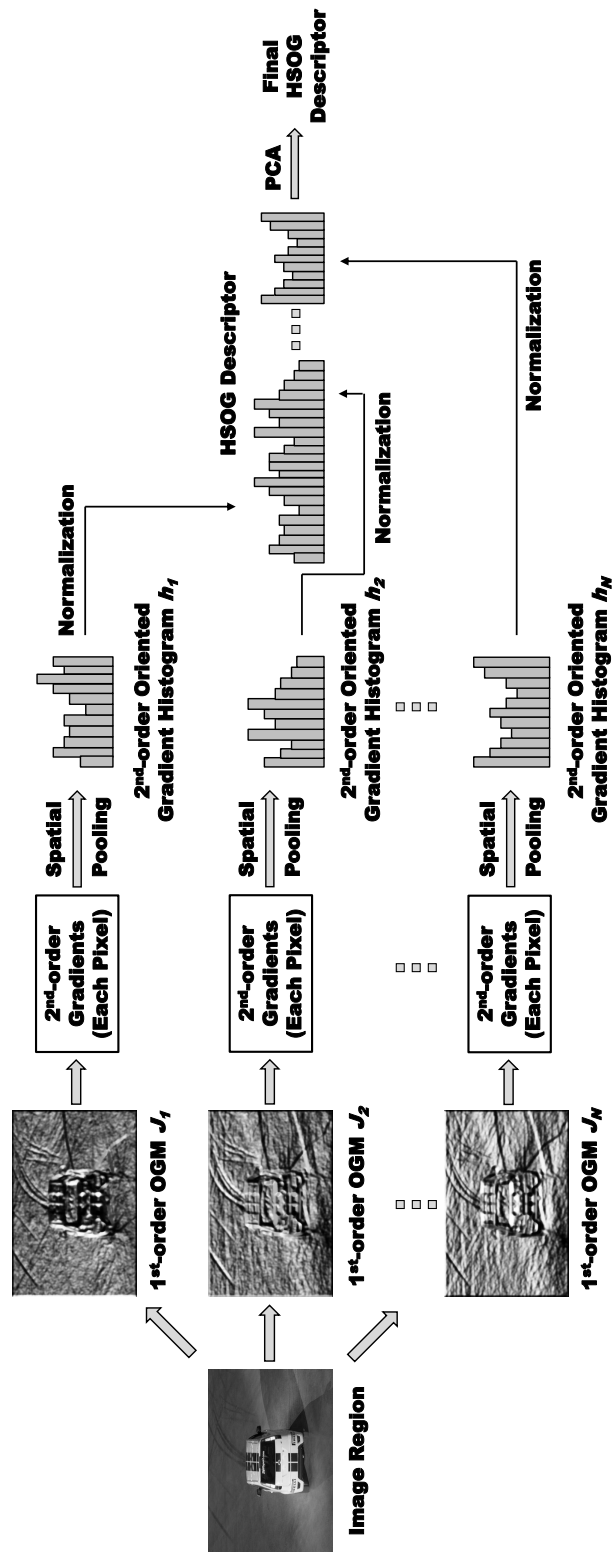 Image Region
1st-order OGM J1
1st-order OGM J2
1st-order OGM JN
2nd-order
Gradients
(Each Pixel)
2nd-order
Gradients
(Each Pixel)
2nd-order
Gradients
(Each Pixel)
Spatial
Pooling
Spatial
Pooling
Spatial
Pooling
2nd-order Oriented
Gradient Histogram h1
2nd-order Oriented
Gradient Histogram h2
2nd-order Oriented
Gradient Histogram hN
Normalization
Normalization
Normalization
HSOG Descriptor
PCA
Final
HSOG
Descriptor